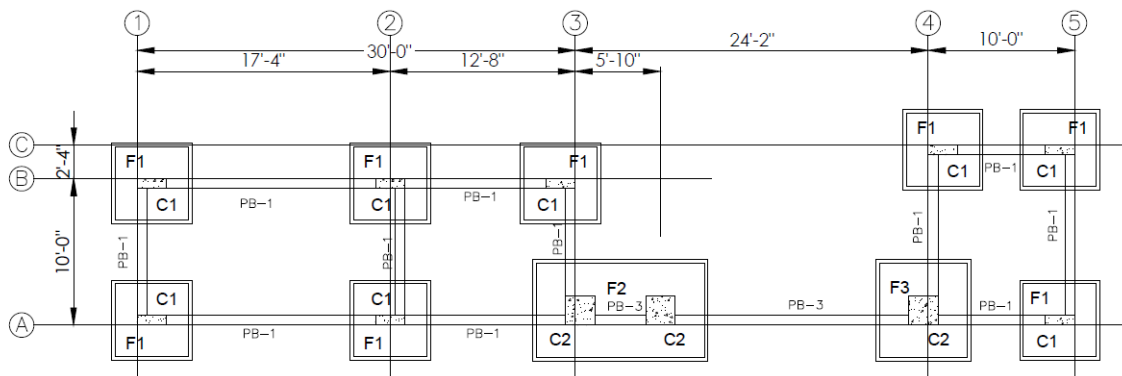 1 2 3 4 5
30'-0" 24'-2" 10'-0"
17'-4" 12'-8" 5'-10"
C
F1 F1
2'-4"
F1 F1 F1
B
C1 PB-1 C1
C1 PB-1 C1 PB-1 C1
10'-0"
PB-1 PB-1 PB-1 PB-1 PB-1
C1 C1 F2 F3 F1
PB-3 PB-3 PB-1
A
PB-1 PB-1
F1 F1 C2 C2 C2 C1